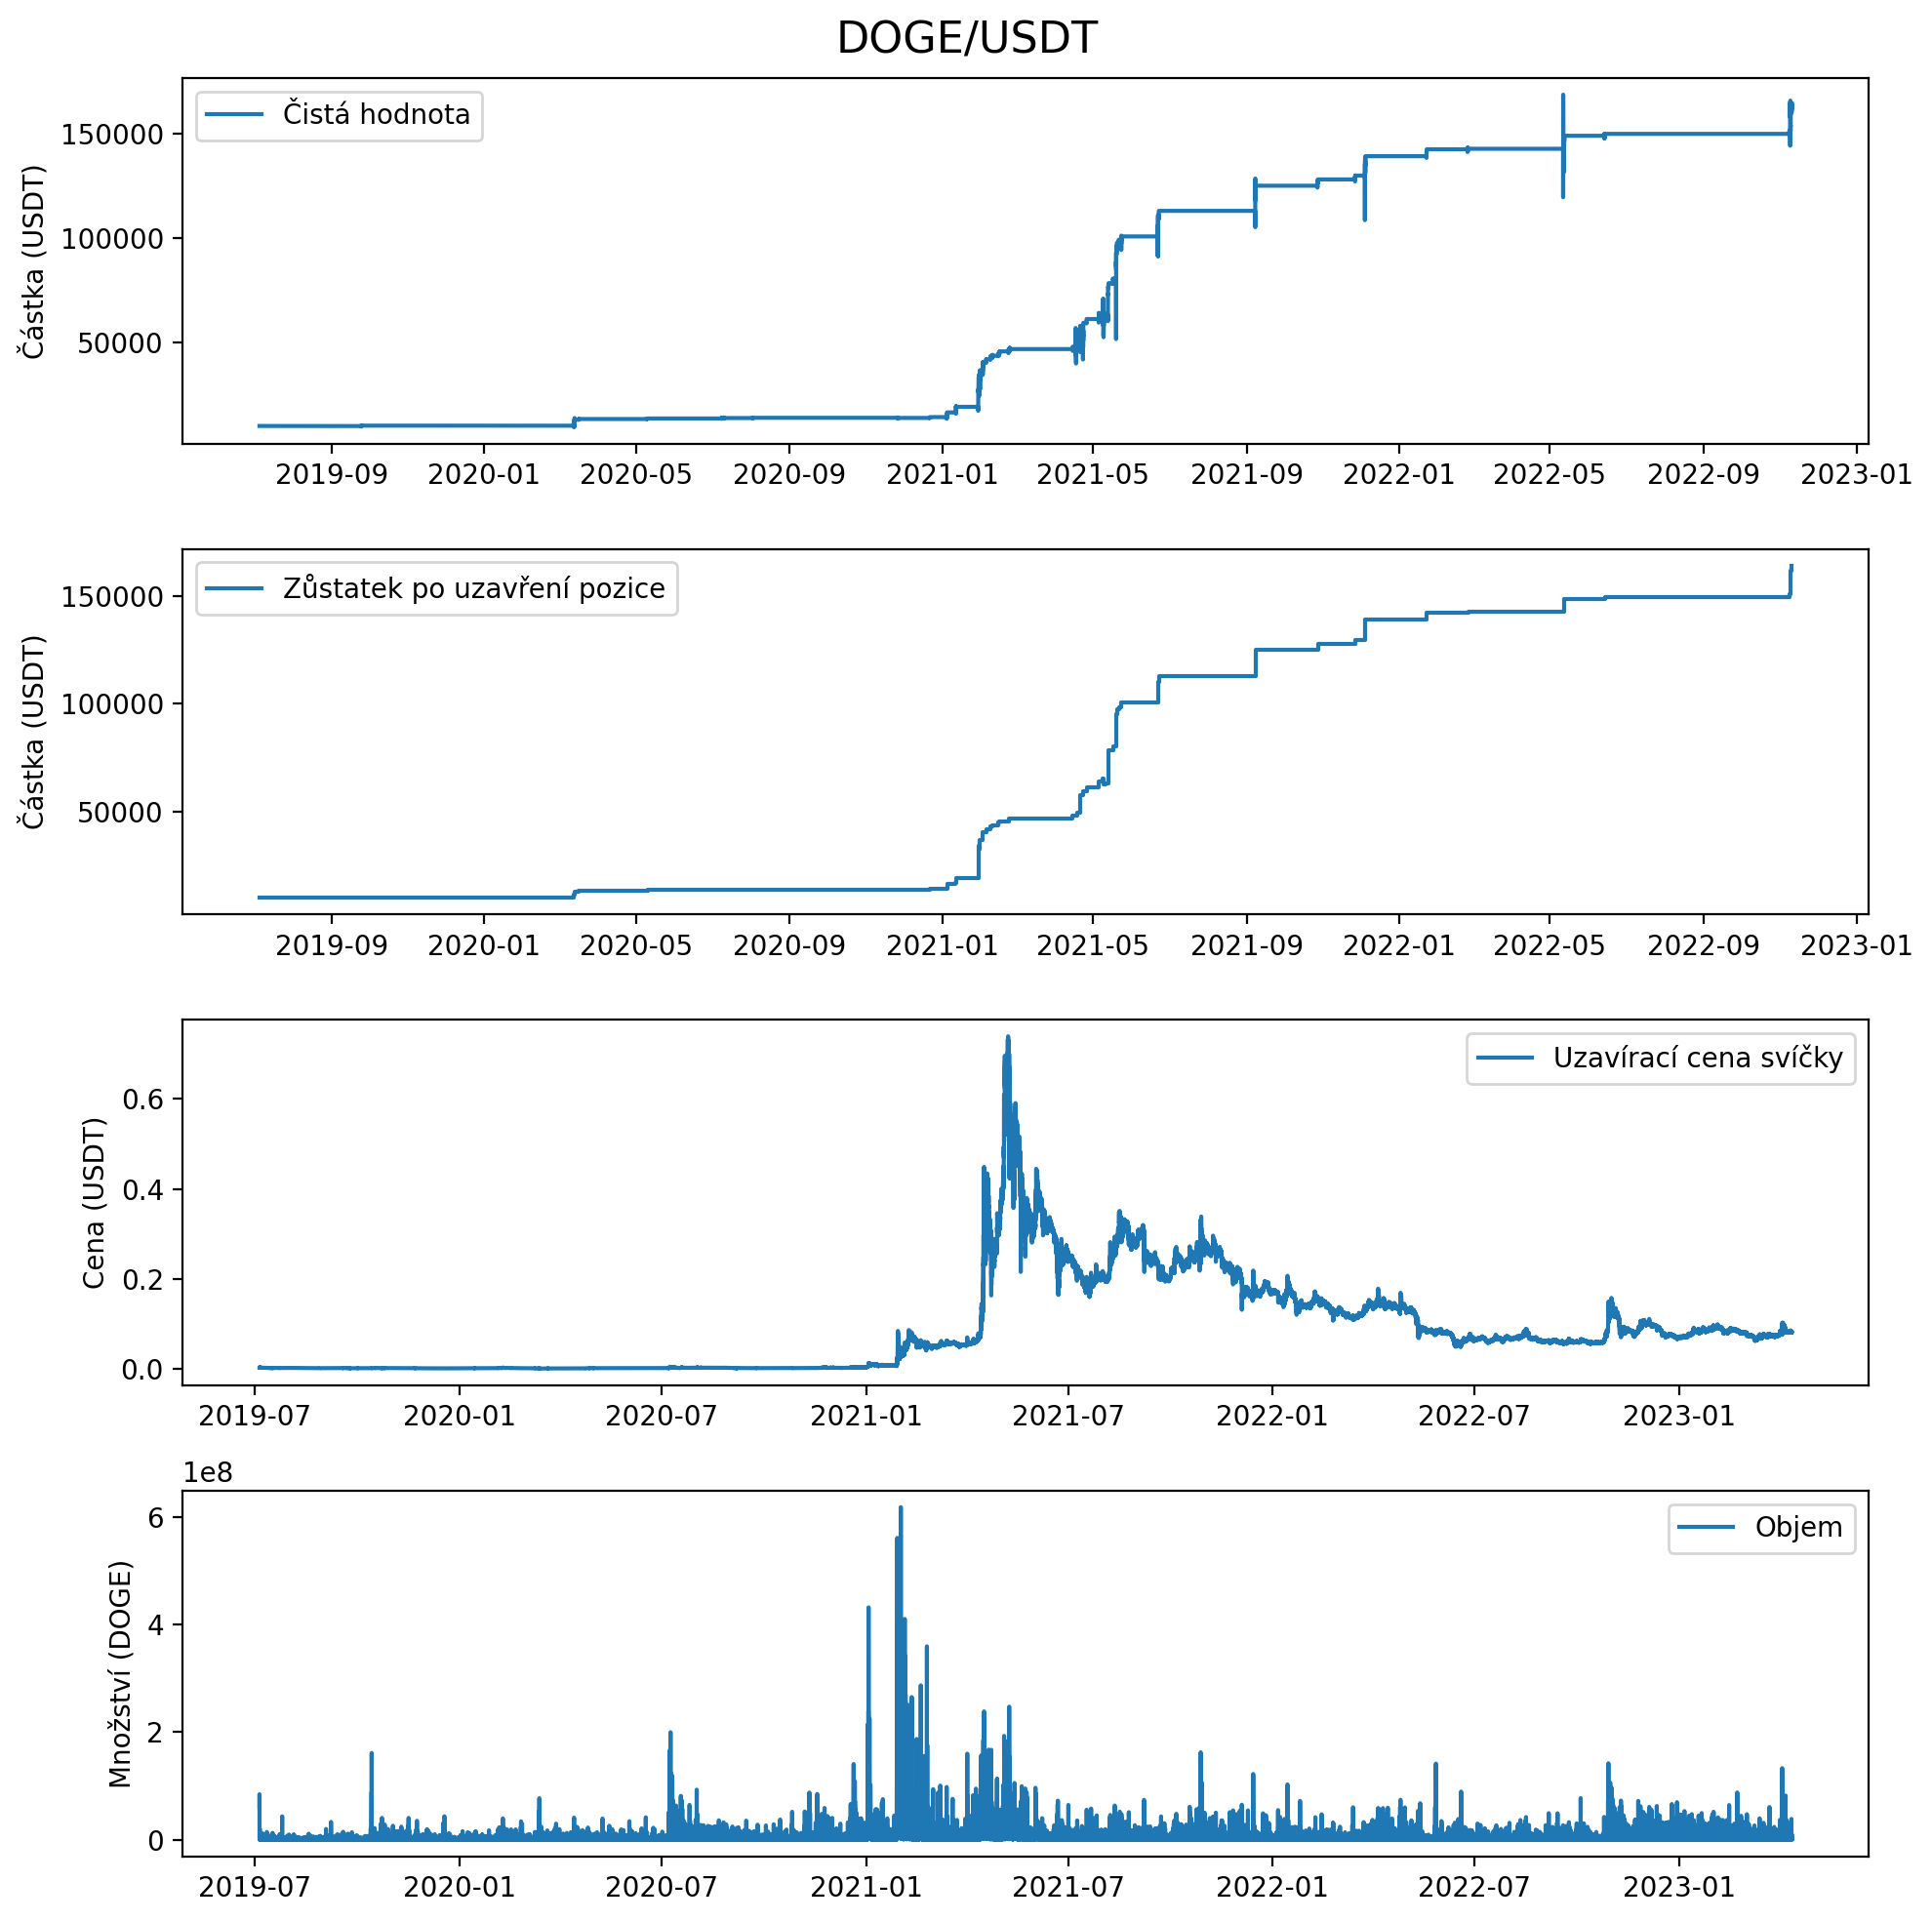 DOGE/USDT
Čistá hodnota
Částka (USDT)
150000
100000
50000
2019-09 2020-01 2020-05 2020-09 2021-01 2021-05 2021-09 2022-01 2022-05 2022-09 2023-01
Zůstatek po uzavření pozice
Částka (USDT)
150000
100000
50000
2019-09 2020-01 2020-05 2020-09 2021-01 2021-05 2021-09 2022-01 2022-05 2022-09 2023-01
Uzavírací cena svíčky
Cena (USDT)
0.6
0.4
0.2
0.0
2019-07 2020-01 2020-07 2021-01 2021-07 2022-01 2022-07 2023-01
1e8
Objem
Množství (DOGE)
6
4
2
0
2019-07 2020-01 2020-07 2021-01 2021-07 2022-01 2022-07 2023-01